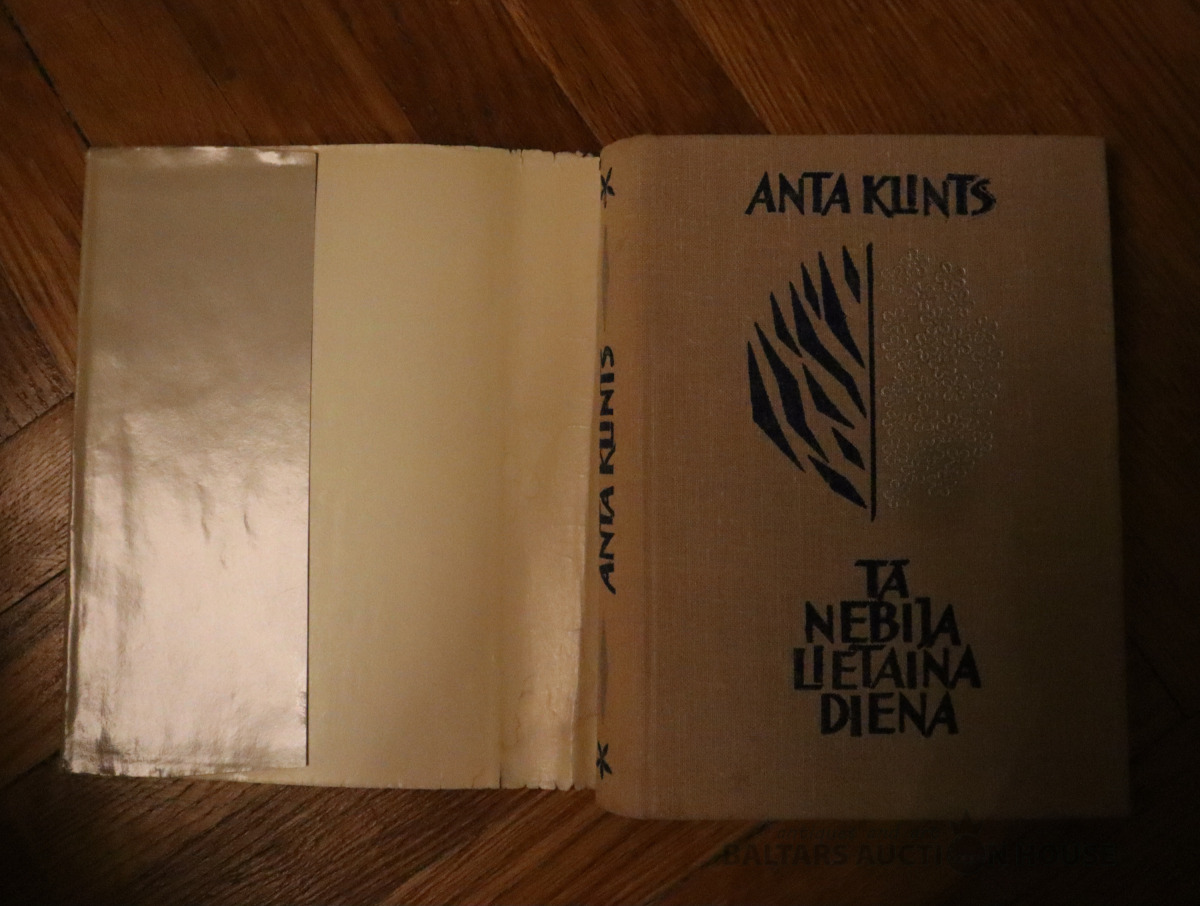 ANTA KLINTS
ANTA KLINTS
TĀ
NEBIJA
LIETAINA
DIENA
BALTARS AUCTION HOUSE